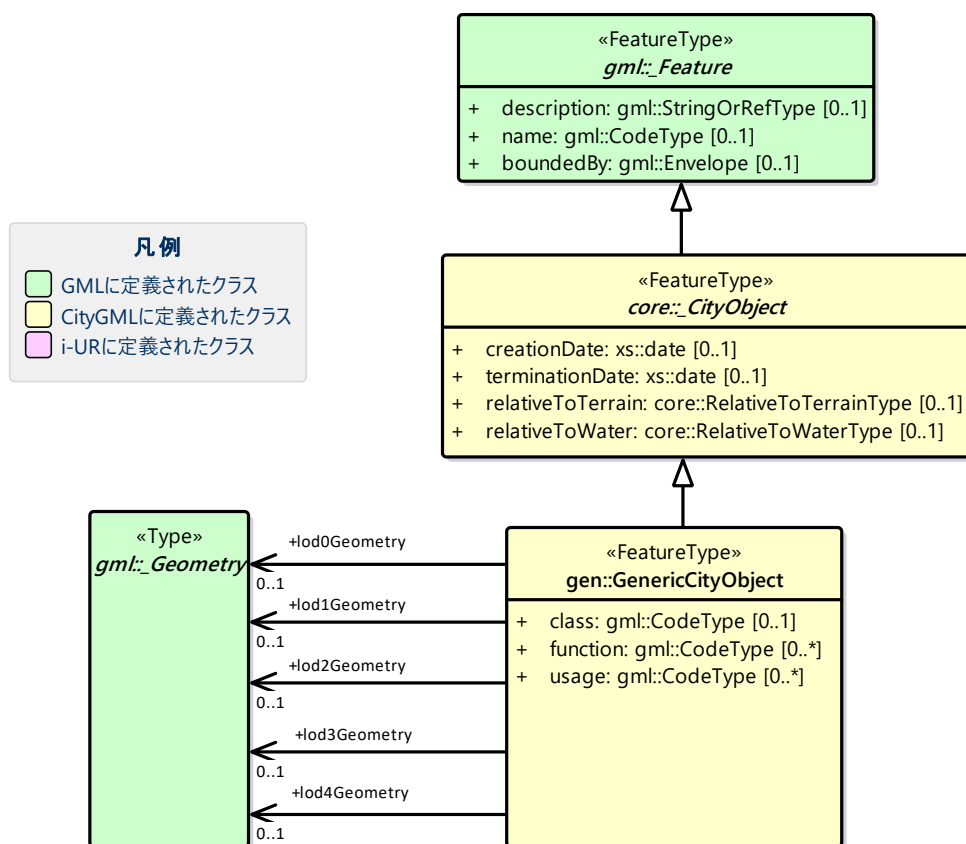 «FeatureType»
gml::_Feature
+ description: gml::StringOrRefType [0..1]
+ name: gml::CodeType [0..1]
+ boundedBy: gml::Envelope [0..1]
凡例
GMLに定義されたクラス
CityGMLに定義されたクラス
i-URに定義されたクラス
«FeatureType»
core::_CityObject
+ creationDate: xs::date [0..1]
+ terminationDate: xs::date [0..1]
+ relativeToTerrain: core::RelativeToTerrainType [0..1]
+ relativeToWater: core::RelativeToWaterType [0..1]
«Type»
gml::_Geometry
+lod0Geometry
0..1
+lod1Geometry
0..1
+lod2Geometry
0..1
+lod3Geometry
0..1
+lod4Geometry
0..1
«FeatureType»
gen::GenericCityObject
+ class: gml::CodeType [0..1]
+ function: gml::CodeType [0..*]
+ usage: gml::CodeType [0..*]